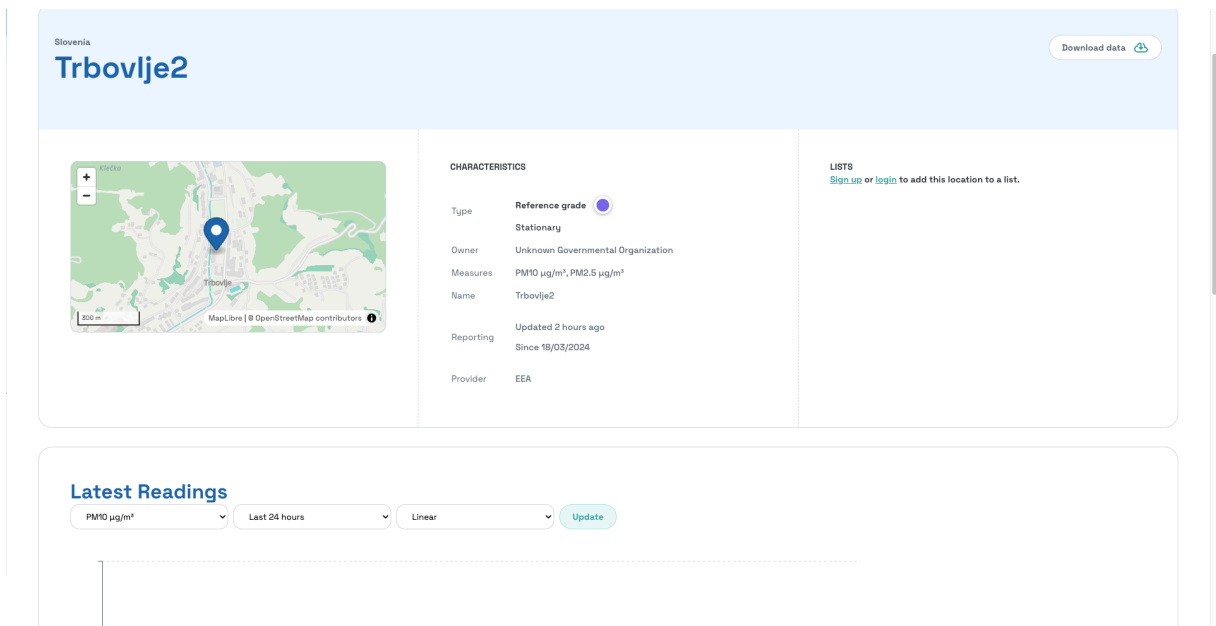 Slovenia
Trbovlje2
Download data
Klečka
+
−
Trbovlje
300 m
MapLibre | © OpenStreetMap contributors
CHARACTERISTICS
Type
Reference grade
Stationary
Owner
Unknown Governmental Organization
Measures
PM10 µg/m³, PM2.5 µg/m³
Name
Trbovlje2
Reporting
Updated 2 hours ago
Since 18/03/2024
Provider
EEA
LISTS
Sign up or login to add this location to a list.
Latest Readings
PM10 µg/m³
Last 24 hours
Linear
Update